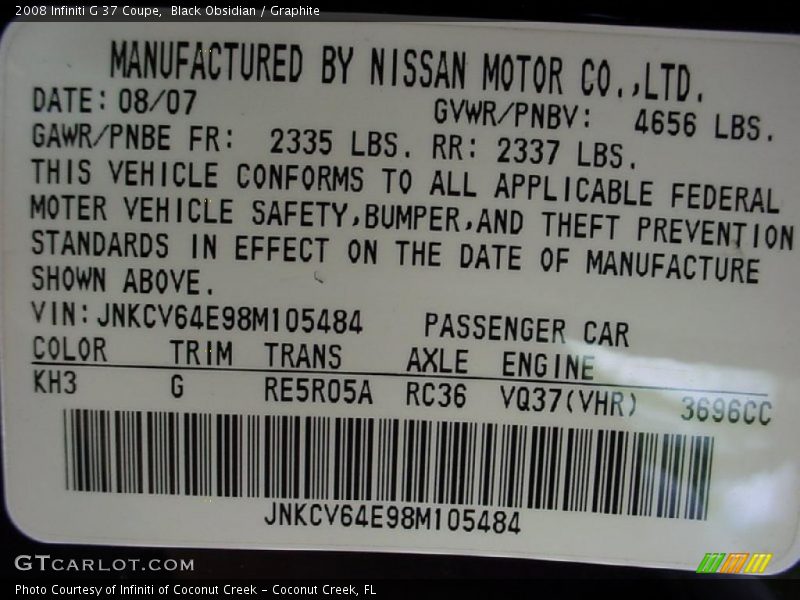 2008 Infiniti G 37 Coupe,  Black Obsidian / Graphite
MANUFACTURED BY NISSAN MOTOR CO.,LTD.
DATE: 08/07 GVWR/PNBV: 4656 LBS.
GAWR/PNBE FR: 2335 LBS. RR: 2337 LBS.
THIS VEHICLE CONFORMS TO ALL APPLICABLE FEDERAL
MOTER VEHICLE SAFETY,BUMPER,AND THEFT PREVENTION
STANDARDS IN EFFECT ON THE DATE OF MANUFACTURE
SHOWN ABOVE.
VIN:JNKCV64E98M105484 PASSENGER CAR
COLOR TRIM TRANS AXLE ENGINE
KH3 G RE5R05A RC36 VQ37(VHR) 3696CC
JNKCV64E98M105484
GTCARLOT.COM
Photo Courtesy of Infiniti of Coconut Creek – Coconut Creek, FL